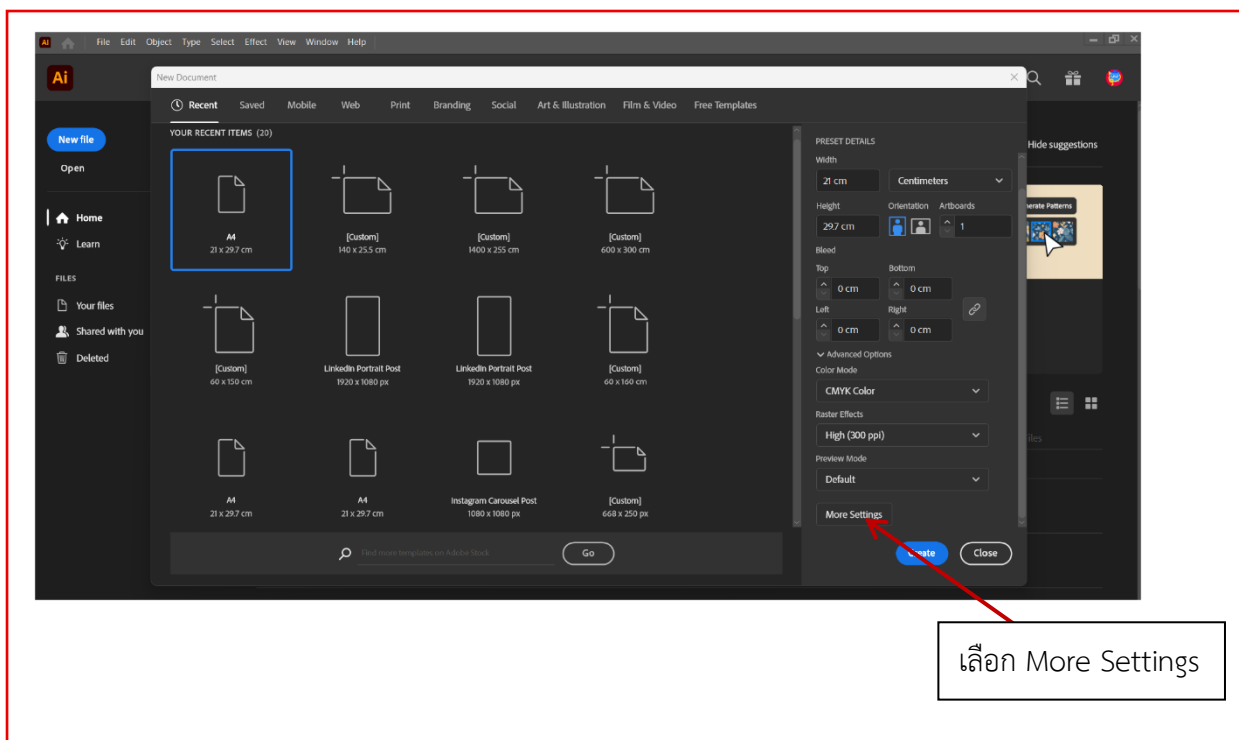 Ai File Edit Object Type Select Effect View Window Help
Ai
New Document
Recent Saved Mobile Web Print Branding Social Art & Illustration Film & Video Free Templates
New file
Open
Home
Learn
FILES
Your files
Shared with you
Deleted
YOUR RECENT ITEMS (20)
A4
21 x 29.7 cm
[Custom]
140 x 25.5 cm
[Custom]
1400 x 255 cm
[Custom]
600 x 300 cm
[Custom]
60 x 150 cm
LinkedIn Portrait Post
1920 x 1080 px
LinkedIn Portrait Post
1920 x 1080 px
[Custom]
60 x 160 cm
A4
21 x 29.7 cm
A4
21 x 29.7 cm
Instagram Carousel Post
1080 x 1080 px
[Custom]
668 x 250 px
Find more templates on Adobe Stock
Go
PRESET DETAILS
Width
21 cm Centimeters
Height Orientation Artboards
29.7 cm 1
Bleed
Top Bottom
0 cm 0 cm
Left Right
0 cm 0 cm
Advanced Options
Color Mode
CMYK Color
Raster Effects
High (300 ppi)
Preview Mode
Default
More Settings
Create Close
Hide suggestions
Patterns
เลือก More Settings